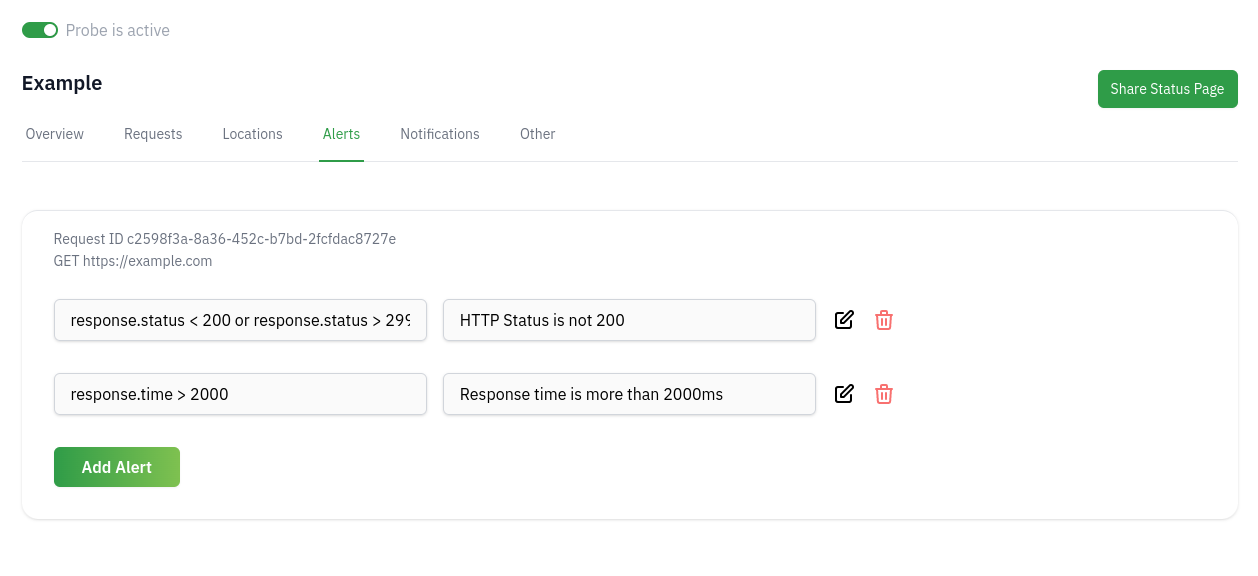 Probe is active
Example
Share Status Page
Overview Requests Locations Alerts Notifications Other
Request ID c2598f3a-8a36-452c-b7bd-2fcfdac8727e
GET https://example.com
response.status < 200 or response.status > 299 HTTP Status is not 200
response.time > 2000 Response time is more than 2000ms
Add Alert